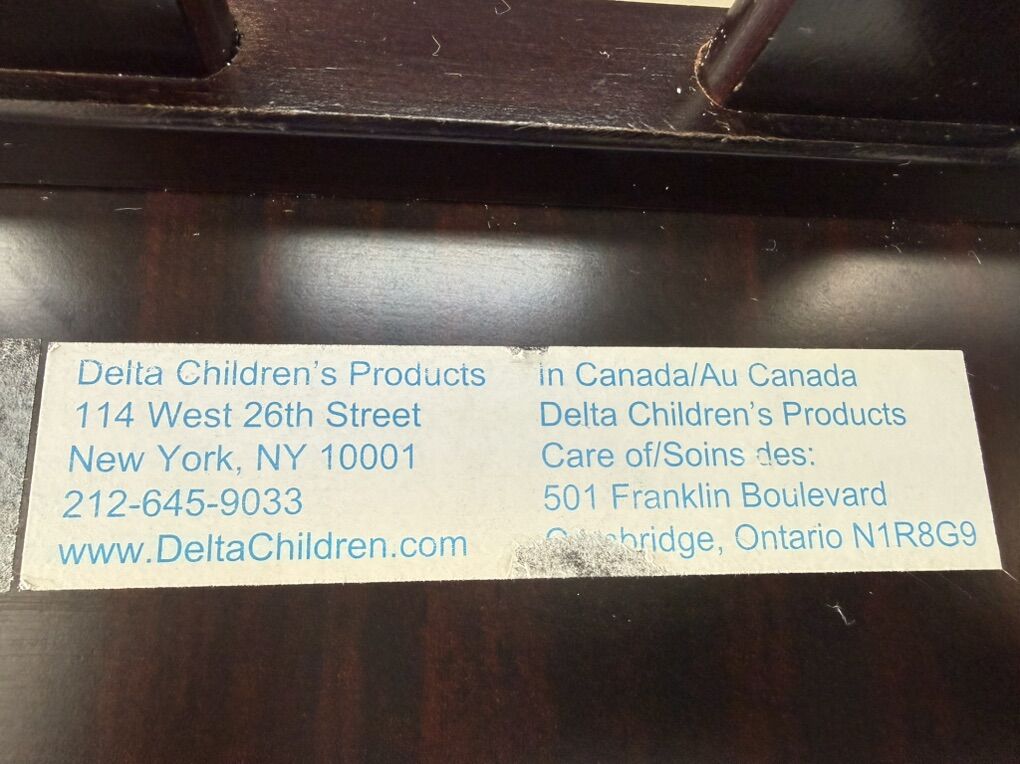 Delta Children's Products
114 West 26th Street
New York, NY 10001
212-645-9033
www.DeltaChildren.com
In Canada/Au Canada
Delta Children's Products
Care of/Soins des:
501 Franklin Boulevard
Cambridge, Ontario N1R8G9